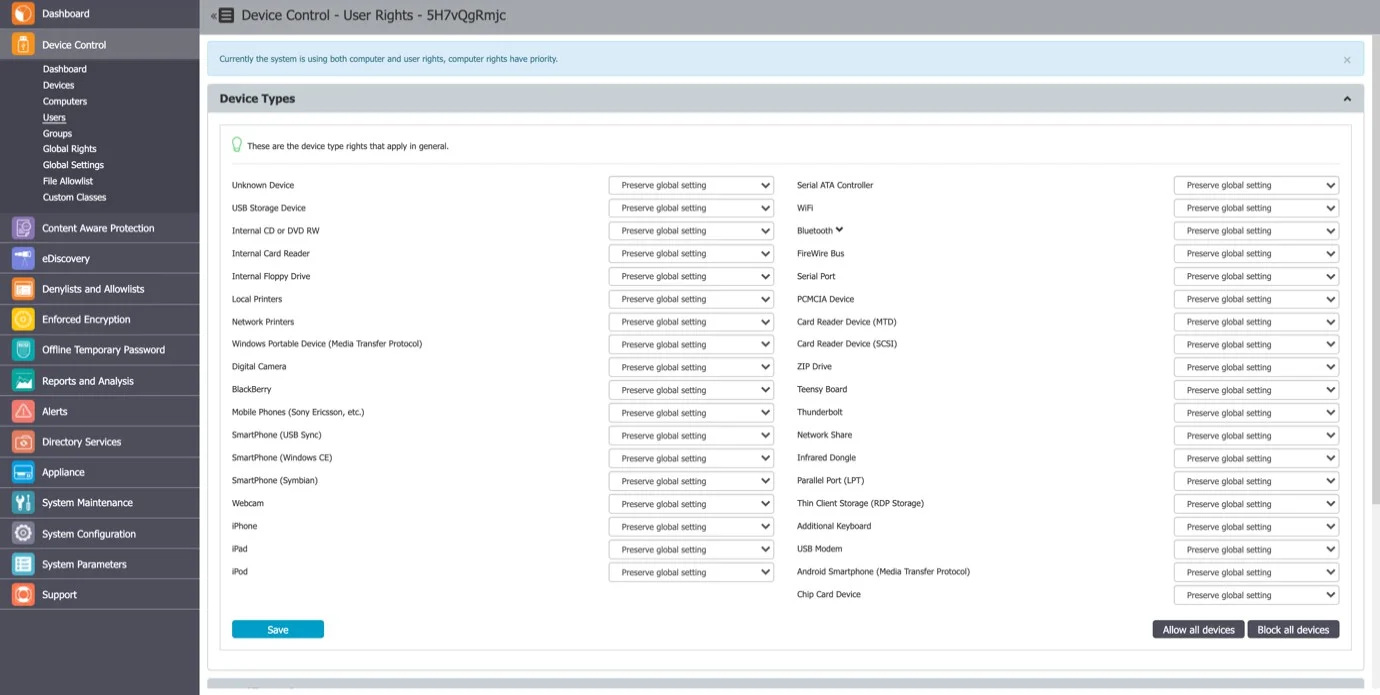 Dashboard
Device Control
Dashboard
Devices
Computers
Users
Groups
Global Rights
Global Settings
File Allowlist
Custom Classes
Content Aware Protection
eDiscovery
Denylists and Allowlists
Enforced Encryption
Offline Temporary Password
Reports and Analysis
Alerts
Directory Services
Appliance
System Maintenance
System Configuration
System Parameters
Support
Device Control - User Rights - 5H7vQgRmjc
Currently the system is using both computer and user rights, computer rights have priority.
Device Types
These are the device type rights that apply in general.
Unknown Device Preserve global setting
USB Storage Device Preserve global setting
Internal CD or DVD RW Preserve global setting
Internal Card Reader Preserve global setting
Internal Floppy Drive Preserve global setting
Local Printers Preserve global setting
Network Printers Preserve global setting
Windows Portable Device (Media Transfer Protocol) Preserve global setting
Digital Camera Preserve global setting
BlackBerry Preserve global setting
Mobile Phones (Sony Ericsson, etc.) Preserve global setting
SmartPhone (USB Sync) Preserve global setting
SmartPhone (Windows CE) Preserve global setting
SmartPhone (Symbian) Preserve global setting
Webcam Preserve global setting
iPhone Preserve global setting
iPad Preserve global setting
iPod Preserve global setting
Serial ATA Controller Preserve global setting
WiFi Preserve global setting
Bluetooth Preserve global setting
FireWire Bus Preserve global setting
Serial Port Preserve global setting
PCMCIA Device Preserve global setting
Card Reader Device (MTD) Preserve global setting
Card Reader Device (SCSI) Preserve global setting
ZIP Drive Preserve global setting
Teensy Board Preserve global setting
Thunderbolt Preserve global setting
Network Share Preserve global setting
Infrared Dongle Preserve global setting
Parallel Port (LPT) Preserve global setting
Thin Client Storage (RDP Storage) Preserve global setting
Additional Keyboard Preserve global setting
USB Modem Preserve global setting
Android Smartphone (Media Transfer Protocol) Preserve global setting
Chip Card Device Preserve global setting
Save
Allow all devices
Block all devices